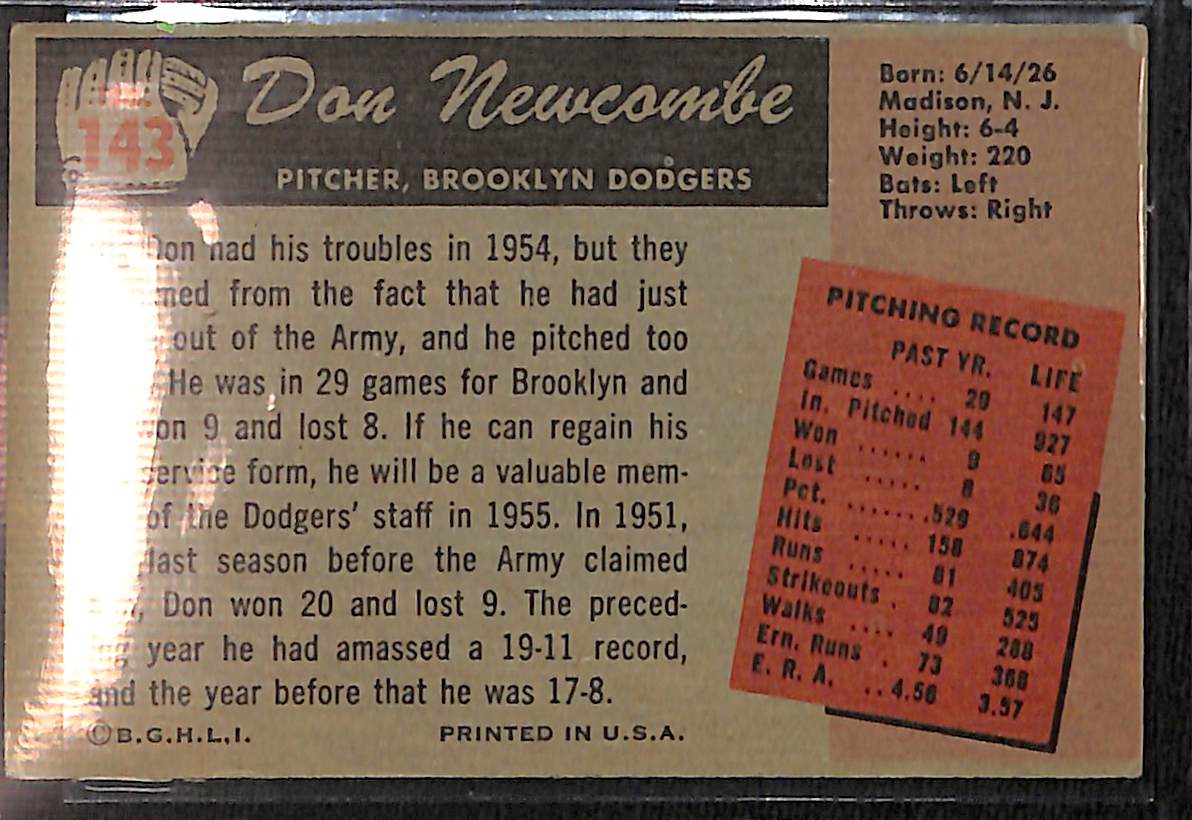 143
Don Newcombe
PITCHER, BROOKLYN DODGERS
Born: 6/14/26
Madison, N. J.
Height: 6-4
Weight: 220
Bats: Left
Throws: Right
Don had his troubles in 1954, but they
from the fact that he had just
out of the Army, and he pitched too
He was in 29 games for Brooklyn and
9 and lost 8. If he can regain his
service form, he will be a valuable mem-
of the Dodgers' staff in 1955. In 1951,
last season before the Army claimed
Don won 20 and lost 9. The preced-
year he had amassed a 19-11 record,
and the year before that he was 17-8.
©B.G.H.L,I.
PRINTED IN U.S.A.
PITCHING RECORD
PAST YR. LIFE
Games .... 29 147
In. Pitched 144 927
Won ...... 9 65
Lost ..... 8 36
Pct. .......529 .644
Hits ..... 158 874
Runs ..... 81 405
Strikeouts . 82 525
Walks .... 49 288
Ern. Runs . 73 368
E. R. A. ..4.56 3.57